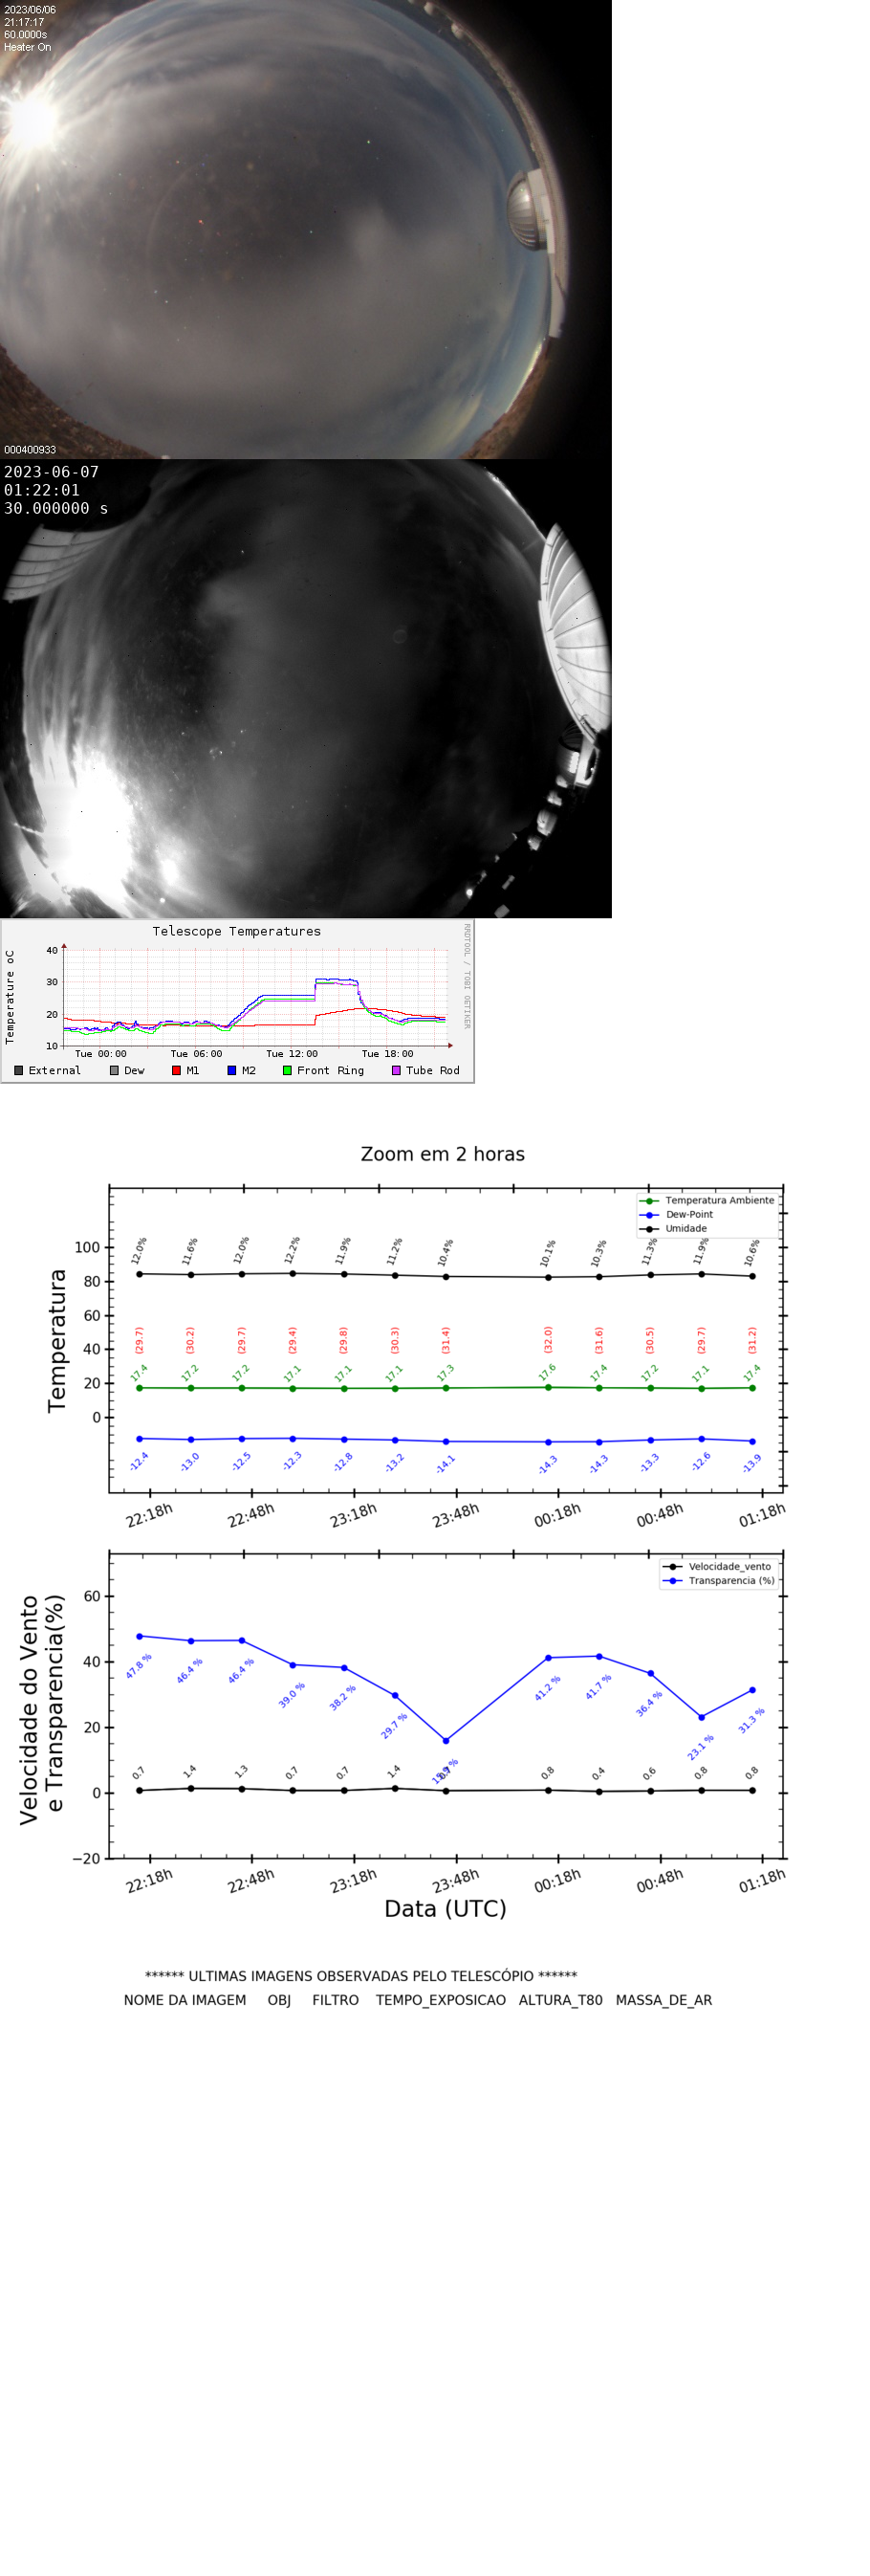 2023/06/06
21:17:17
60.0000s
Heater On
000400933
2023-06-07
01:22:01
30.000000 s
Telescope Temperatures
RRDTOOL / TOBI OETIKER
Temperature oC
40
30
20
10
Tue 00:00 Tue 06:00 Tue 12:00 Tue 18:00
External Dew M1 M2 Front Ring Tube Rod
Zoom em 2 horas
Temperatura Ambiente
Dew-Point
Umidade
Temperatura
100
80
60
40
20
0
12.0% 11.6% 12.0% 12.2% 11.9% 11.2% 10.4% 10.1% 10.3% 11.3% 11.9% 10.6%
(29.7) (30.2) (29.7) (29.4) (29.8) (30.3) (31.4) (32.0) (31.6) (30.5) (29.7) (31.2)
17.4 17.2 17.2 17.1 17.1 17.1 17.3 17.6 17.4 17.2 17.1 17.4
-12.4 -13.0 -12.5 -12.3 -12.8 -13.2 -14.1 -14.3 -14.3 -13.3 -12.6 -13.9
22:18h 22:48h 23:18h 23:48h 00:18h 00:48h 01:18h
Velocidade_vento
Transparencia (%)
Velocidade do Vento
e Transparencia(%)
60
40
20
0
−20
47.8 % 46.4 % 46.4 % 39.0 % 38.2 % 29.7 % 41.2 % 41.7 % 36.4 % 23.1 % 31.3 %
0.7 1.4 1.3 0.7 0.7 1.4 0.8 0.4 0.6 0.8 0.8
22:18h 22:48h 23:18h 23:48h 00:18h 00:48h 01:18h
Data (UTC)
****** ULTIMAS IMAGENS OBSERVADAS PELO TELESCÓPIO ******
NOME DA IMAGEM OBJ FILTRO TEMPO_EXPOSICAO ALTURA_T80 MASSA_DE_AR